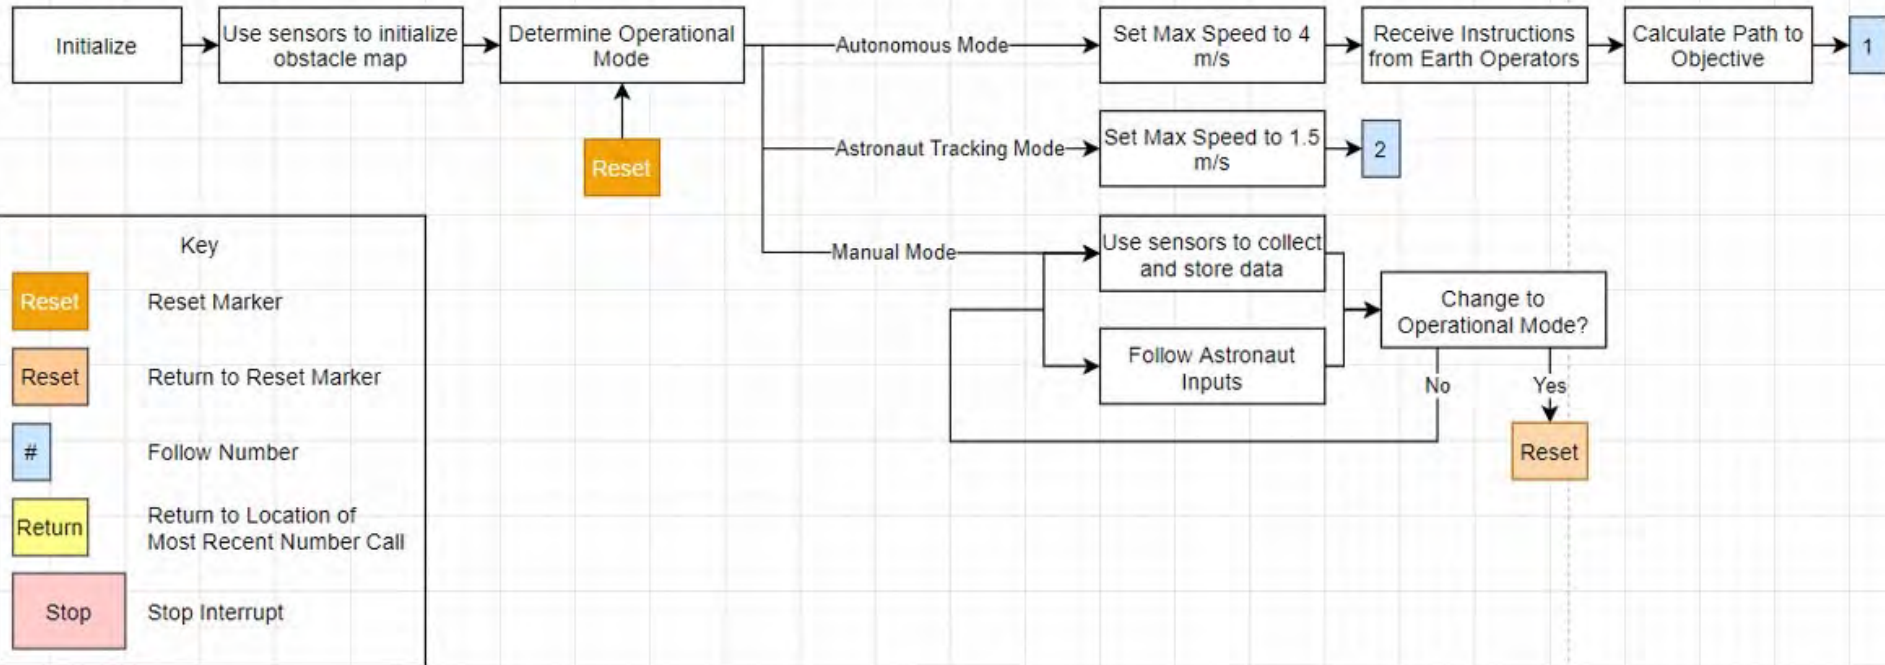 Initialize
Use sensors to initialize
obstacle map
Determine Operational
Mode
Autonomous Mode
Set Max Speed to 4
m/s
Receive Instructions
from Earth Operators
Calculate Path to
Objective
1
Reset
Astronaut Tracking Mode
Set Max Speed to 1.5
m/s
2
Manual Mode
Use sensors to collect
and store data
Follow Astronaut
Inputs
Change to
Operational Mode?
No
Yes
Reset
Key
Reset
Reset Marker
Reset
Return to Reset Marker
#
Follow Number
Return
Return to Location of
Most Recent Number Call
Stop
Stop Interrupt